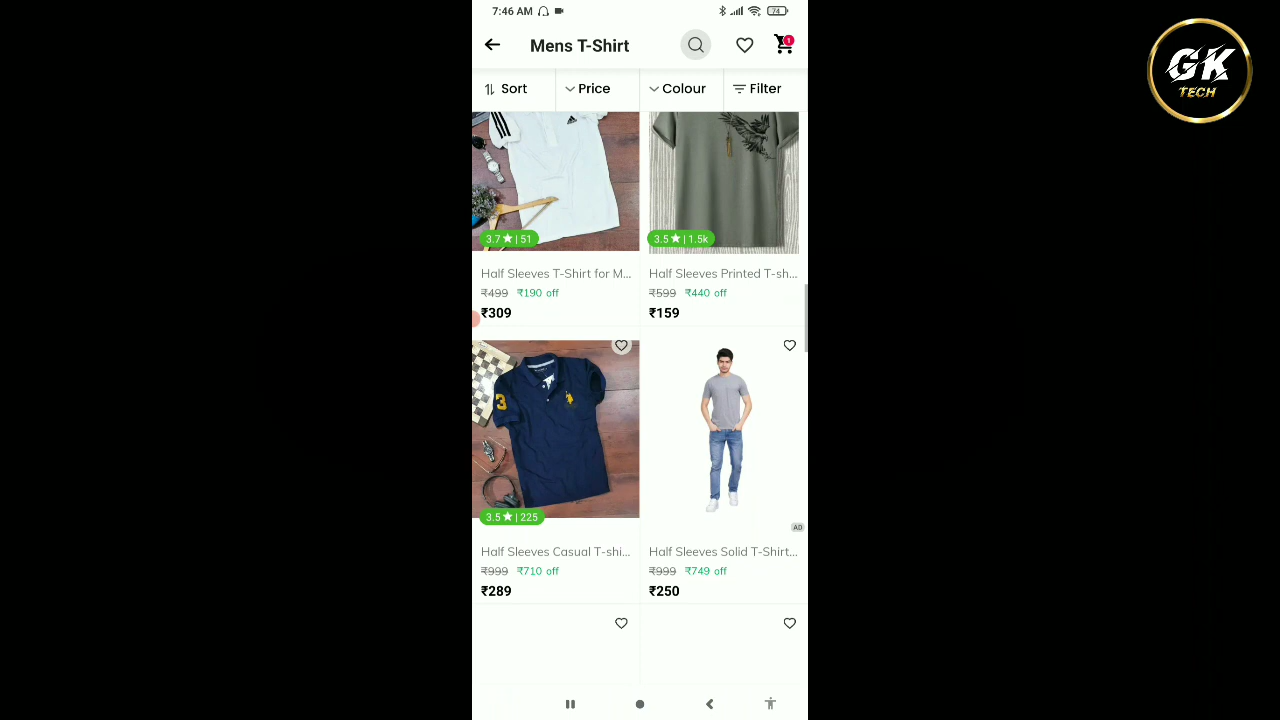 7:46 AM
74
Mens T-Shirt
1
Sort
Price
Colour
Filter
GK
TECH
3.7 ★ | 51
3.5 ★ | 1.5k
Half Sleeves T-Shirt for M...
₹499 ₹190 off
₹309
Half Sleeves Printed T-sh...
₹599 ₹440 off
₹159
3
3.5 ★ | 225
AD
Half Sleeves Casual T-shi...
₹999 ₹710 off
₹289
Half Sleeves Solid T-Shirt...
₹999 ₹749 off
₹250